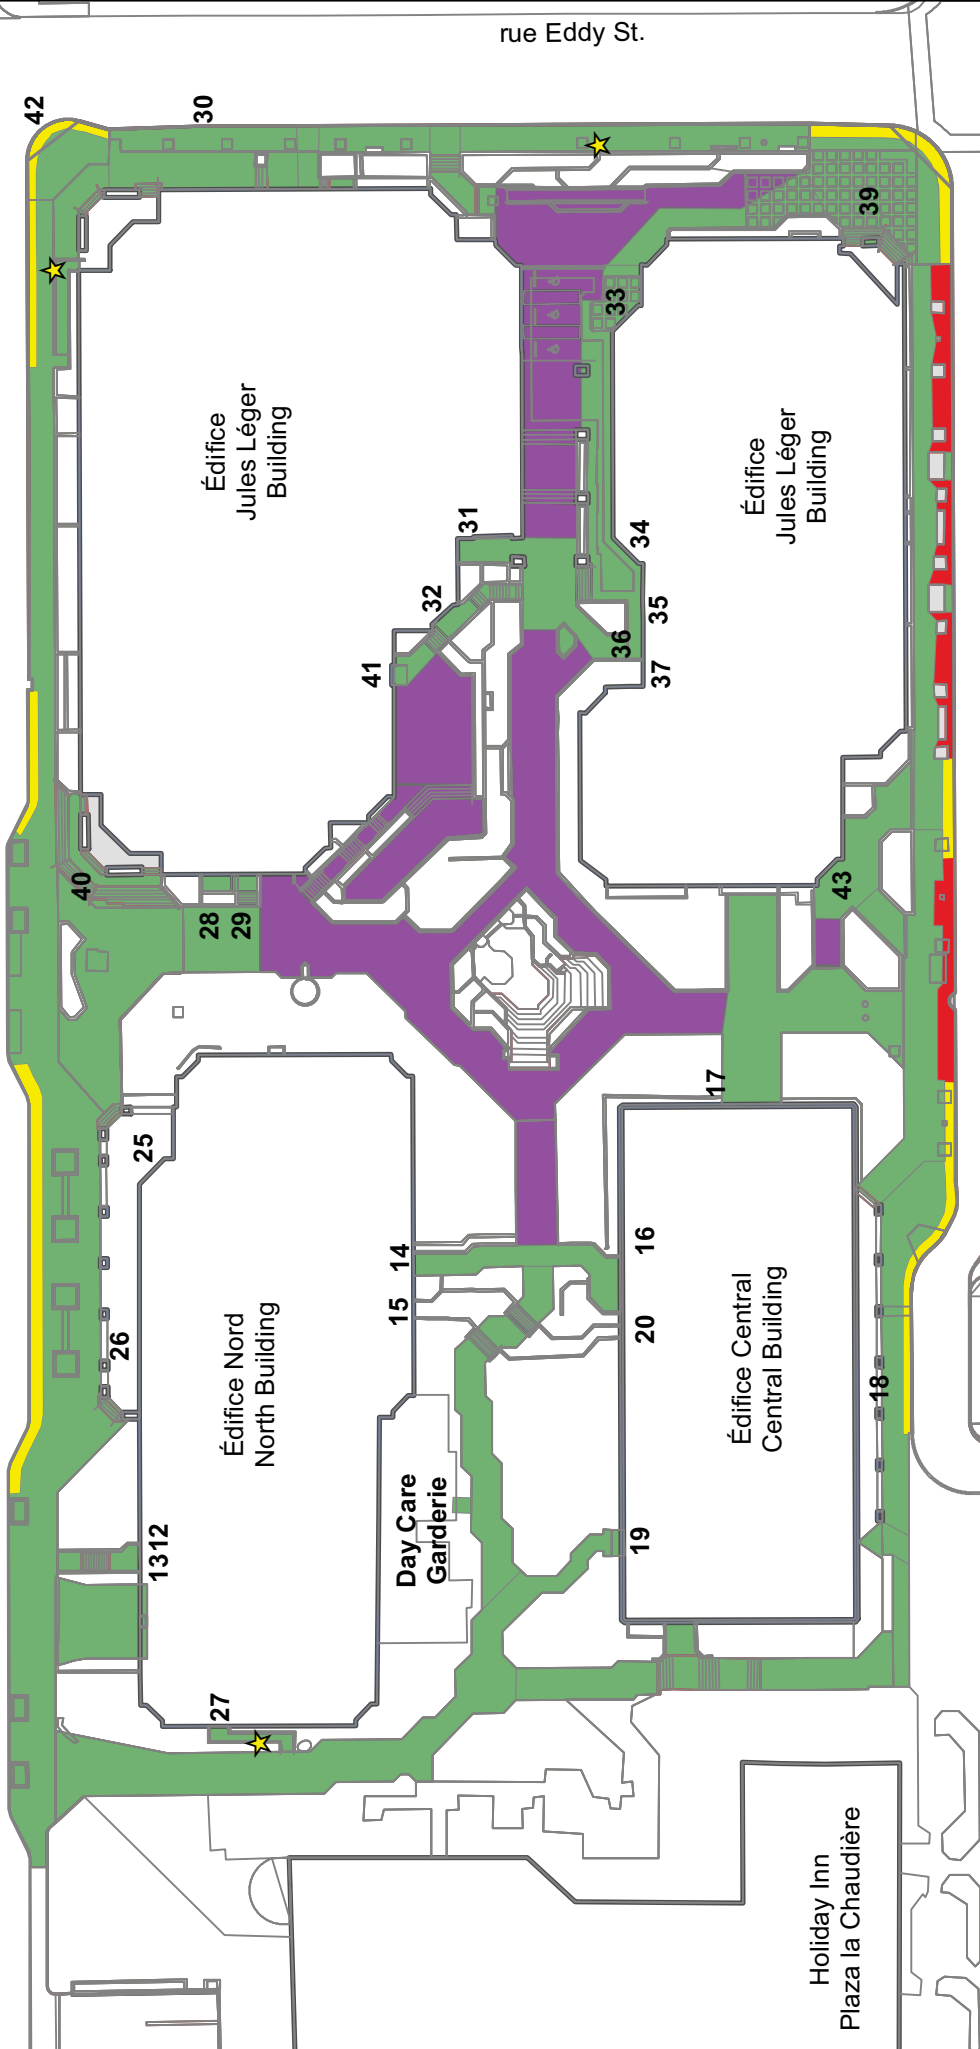 rue Eddy St.
42
30
39
33
Édifice
Jules Léger
Building
Édifice
Jules Léger
Building
31
34
32
35
36
41
37
40
43
28
29
17
25
14
16
15
20
26
Édifice Nord
North Building
Édifice Central
Central Building
18
Day Care
Garderie
19
1312
27
Holiday Inn
Plaza la Chaudière